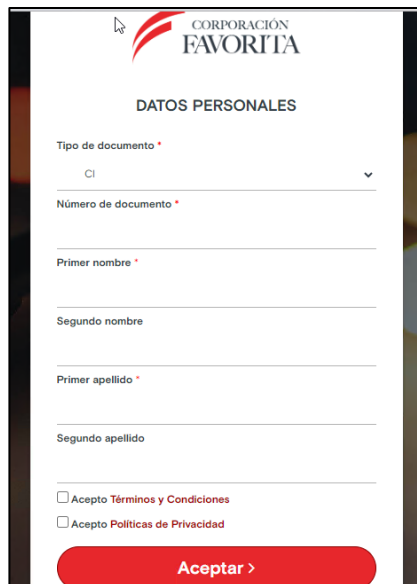 CORPORACIÓN
FAVORITA
DATOS PERSONALES
Tipo de documento *
CI
Número de documento *
Primer nombre *
Segundo nombre
Primer apellido *
Segundo apellido
Acepto Términos y Condiciones
Acepto Políticas de Privacidad
Aceptar >